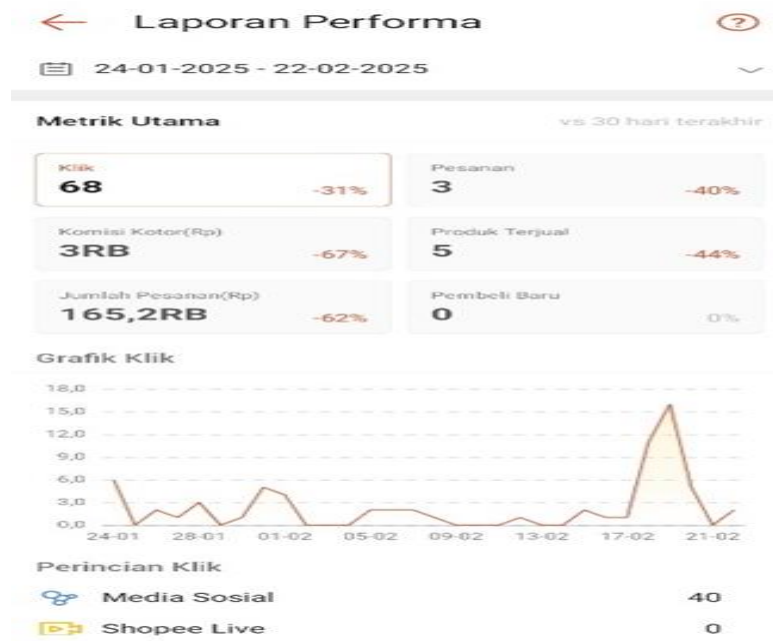 Laporan Performa
24-01-2025 - 22-02-2025
Metrik Utama vs 30 hari terakhir
Klik
68 -31%
Pesanan
3 -40%
Komisi Kotor(Rp)
3RB -67%
Produk Terjual
5 -44%
Jumlah Pesanan(Rp)
165,2RB -62%
Pembeli Baru
0 0%
Grafik Klik
18,0
15,0
12,0
9,0
6,0
3,0
0,0
24-01 28-01 01-02 05-02 09-02 13-02 17-02 21-02
Perincian Klik
Media Sosial 40
Shopee Live 0